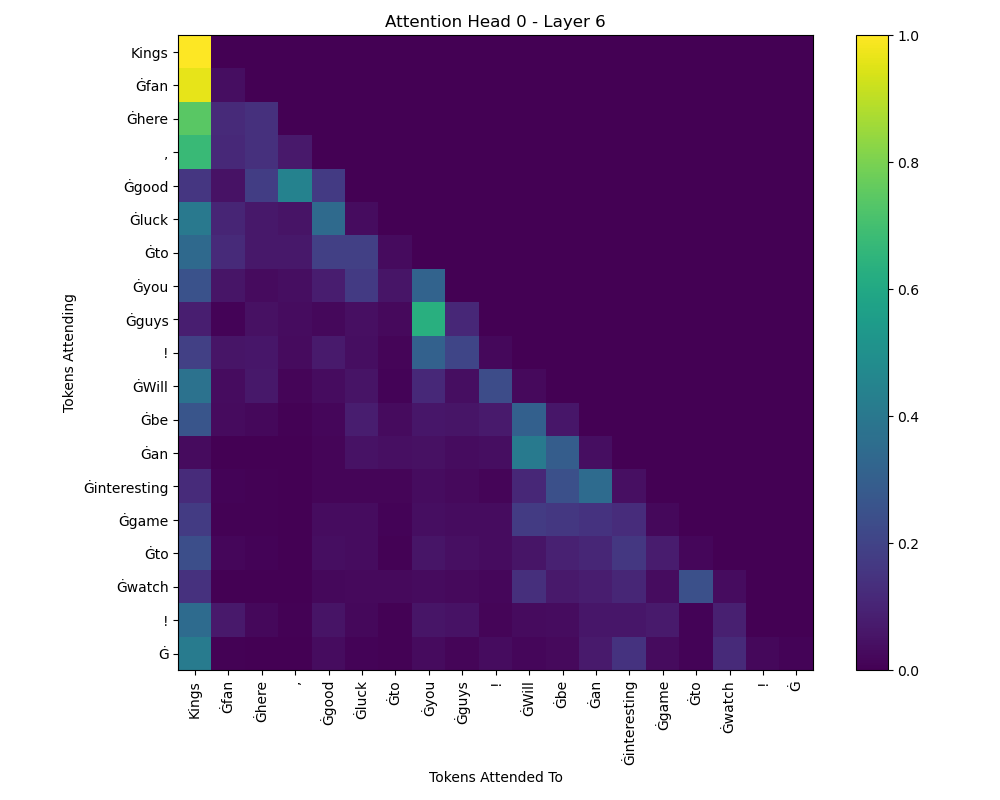 Attention Head 0 - Layer 6
Tokens Attending
Kings
Ġfan
Ġhere
,
Ġgood
Ġluck
Ġto
Ġyou
Ġguys
!
ĠWill
Ġbe
Ġan
Ġinteresting
Ġgame
Ġto
Ġwatch
!
Ġ
Kings
Ġfan
Ġhere
,
Ġgood
Ġluck
Ġto
Ġyou
Ġguys
!
ĠWill
Ġbe
Ġan
Ġinteresting
Ġgame
Ġto
Ġwatch
!
Ġ
Tokens Attended To
1.0
0.8
0.6
0.4
0.2
0.0